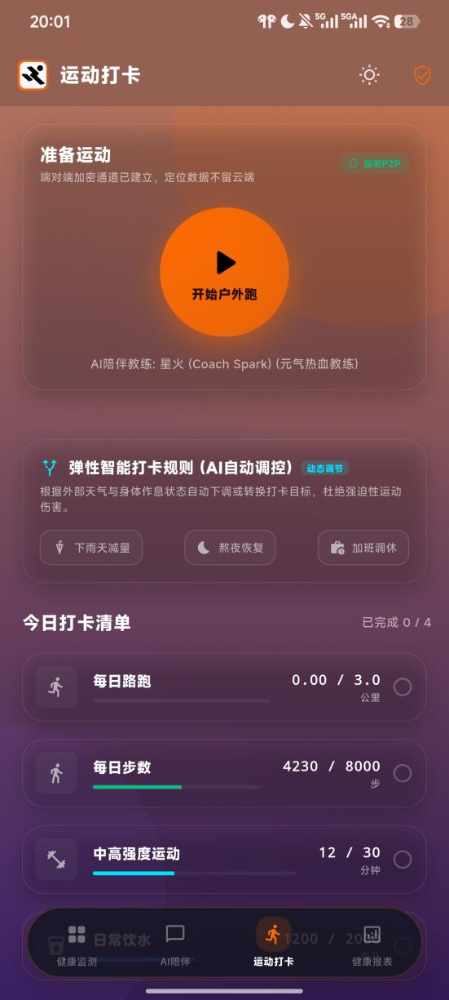 20:01
5G
5GA
28
运动打卡
准备运动
加密P2P
端对端加密通道已建立，定位数据不留云端
开始户外跑
AI陪伴教练: 星火 (Coach Spark) (元气热血教练)
弹性智能打卡规则 (AI自动调控)
动态调节
根据外部天气与身体作息状态自动下调或转换打卡目标，杜绝强迫性运动
伤害。
下雨天减量
熬夜恢复
加班调休
今日打卡清单
已完成 0 / 4
每日路跑
0.00 / 3.0
公里
每日步数
4230 / 8000
步
中高强度运动
12 / 30
分钟
日常饮水
1200 / 20
健康监测
AI陪伴
运动打卡
健康报表